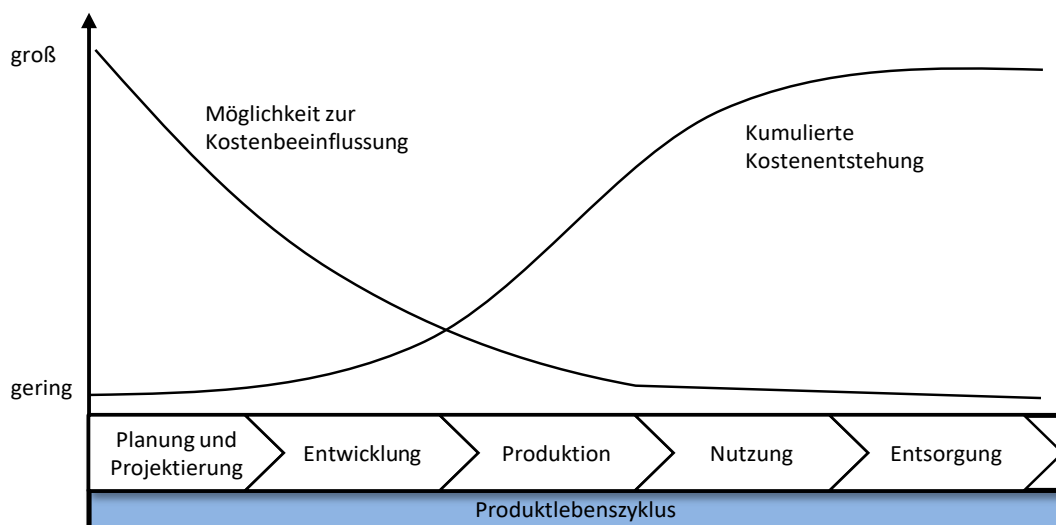 groß
Möglichkeit zur
Kostenbeeinflussung
Kumulierte
Kostenentstehung
gering
Planung und
Projektierung
Entwicklung
Produktion
Nutzung
Entsorgung
Produktlebenszyklus